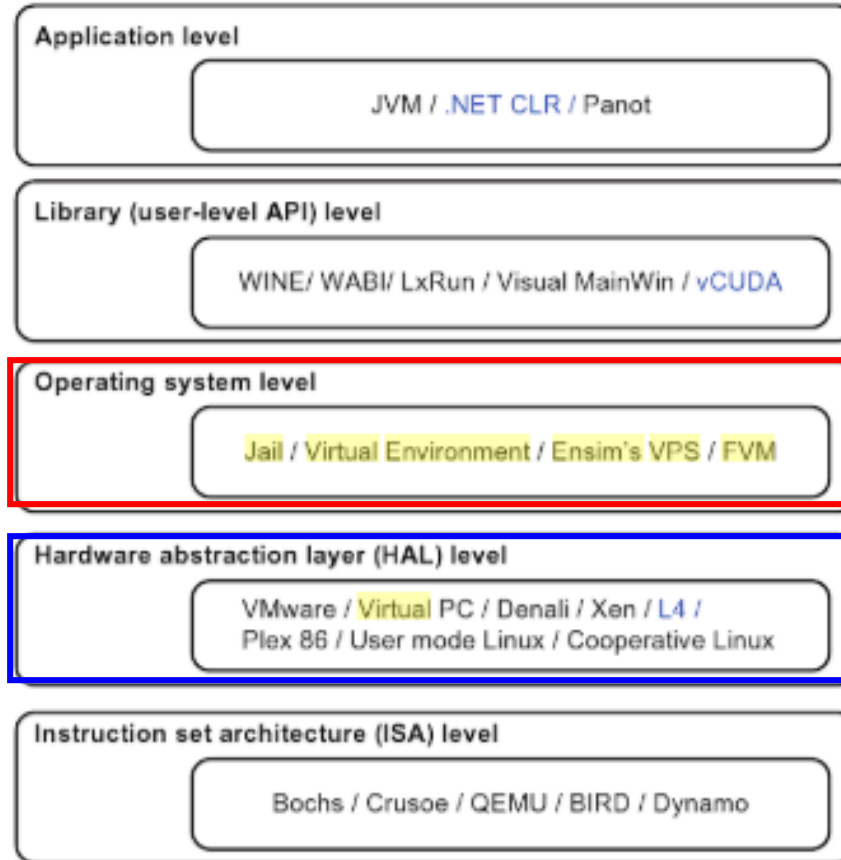 Application level
JVM / .NET CLR / Panot
Library (user-level API) level
WINE/ WABI/ LxRun / Visual MainWin / vCUDA
Operating system level
Jail / Virtual Environment / Ensim's VPS / FVM
Hardware abstraction layer (HAL) level
VMware / Virtual PC / Denali / Xen / L4 /
Plex 86 / User mode Linux / Cooperative Linux
Instruction set architecture (ISA) level
Bochs / Crusoe / QEMU / BIRD / Dynamo